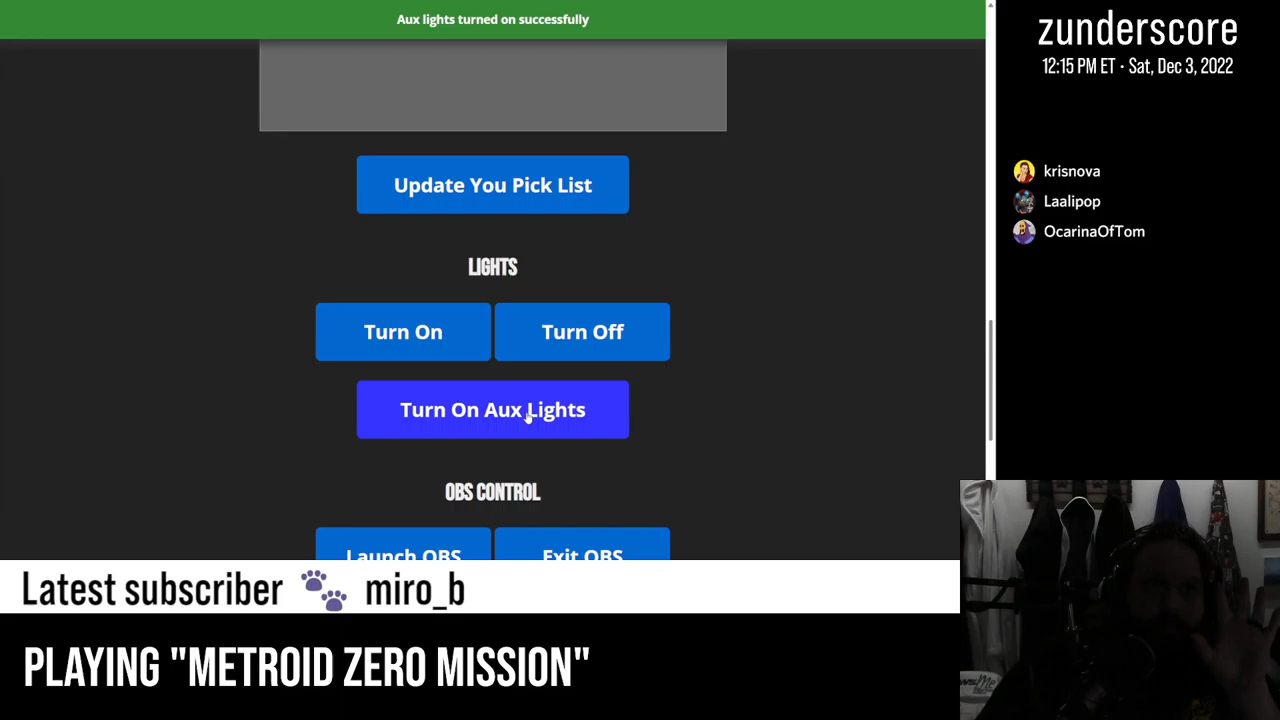 Aux lights turned on successfully
zunderscore
12:15 PM ET • Sat, Dec 3, 2022
krisnova
Laalipop
OcarinaOfTom
Update You Pick List
LIGHTS
Turn On
Turn Off
Turn On Aux Lights
OBS CONTROL
Launch OBS
Exit OBS
Latest subscriber miro_b
PLAYING "METROID ZERO MISSION"